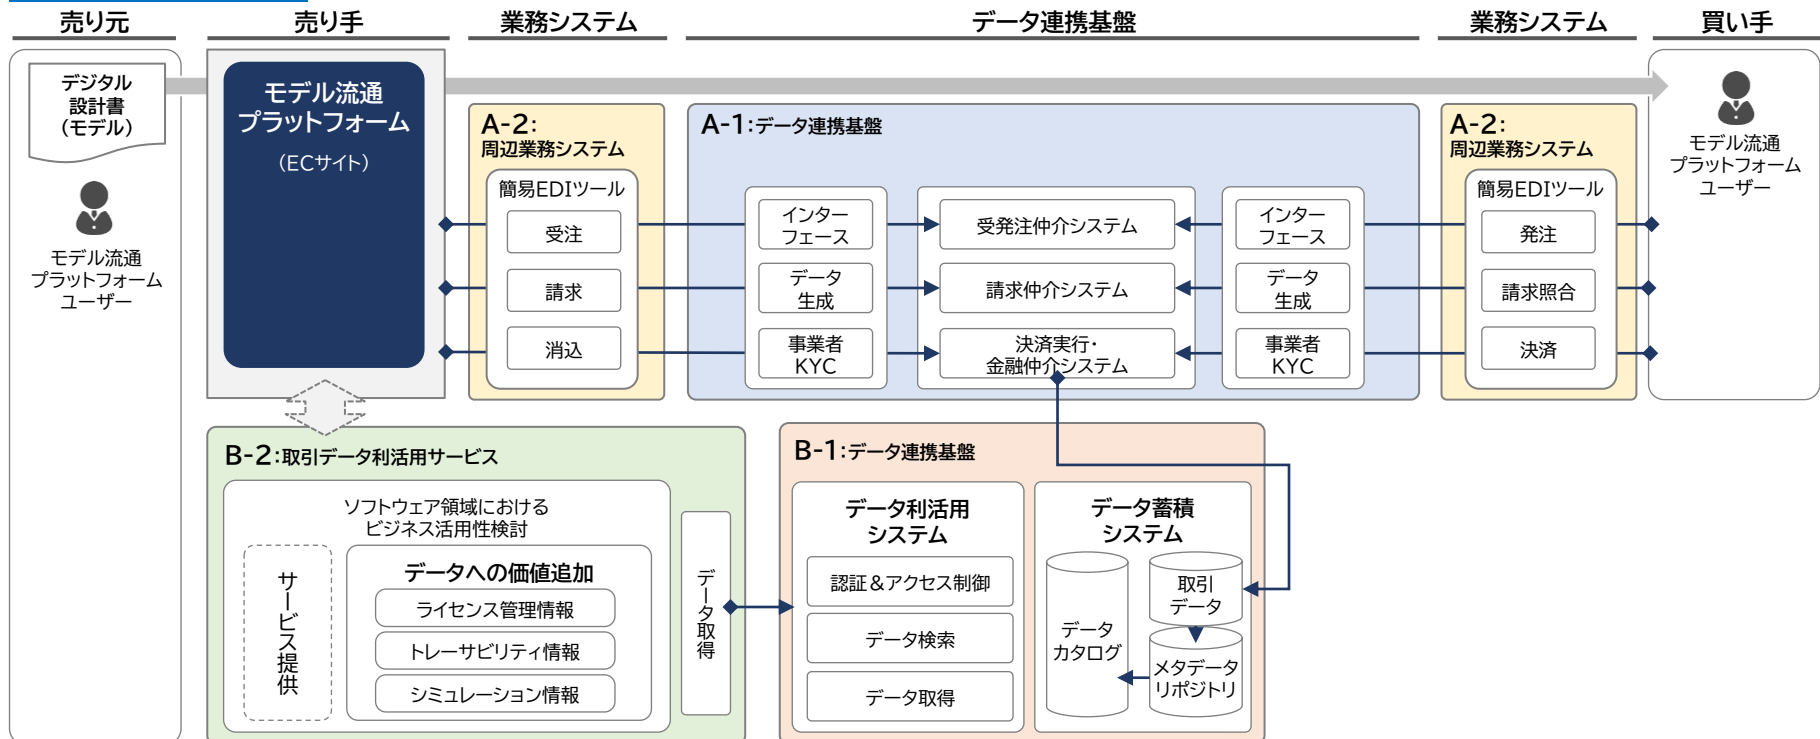 売り元
売り手
業務システム
データ連携基盤
業務システム
買い手
デジタル
設計書
(モデル)
モデル流通
プラットフォーム
ユーザー
モデル流通
プラットフォーム
(ECサイト)
A-2:
周辺業務システム
簡易EDIツール
受注
請求
消込
A-1:データ連携基盤
インター
フェース
データ
生成
事業者
KYC
受発注仲介システム
請求仲介システム
決済実行・
金融仲介システム
インター
フェース
データ
生成
事業者
KYC
A-2:
周辺業務システム
簡易EDIツール
発注
請求照合
決済
モデル流通
プラットフォーム
ユーザー
B-2:取引データ利活用サービス
ソフトウェア領域における
ビジネス活用性検討
サービス提供
データへの価値追加
ライセンス管理情報
トレーサビリティ情報
シミュレーション情報
データ取得
B-1:データ連携基盤
データ利活用
システム
認証&アクセス制御
データ検索
データ取得
データ蓄積
システム
データ
カタログ
取引
データ
メタデータ
リポジトリ